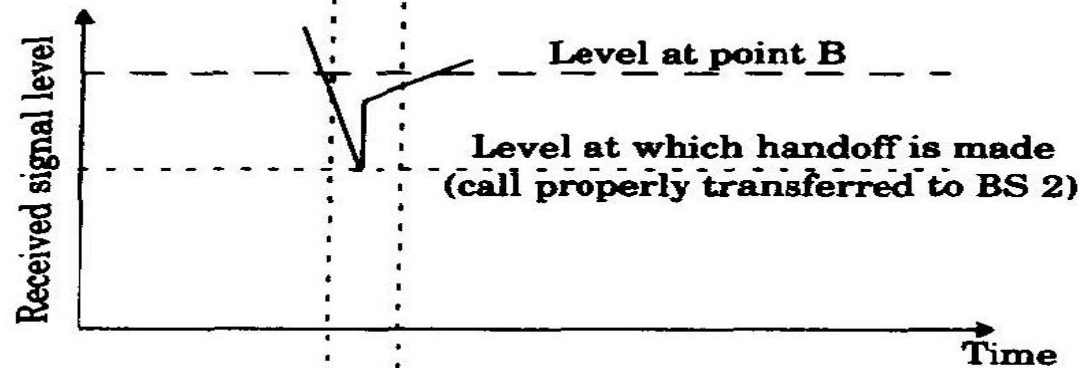 Received signal level
Level at point B
Level at which handoff is made
(call properly transferred to BS 2)
Time